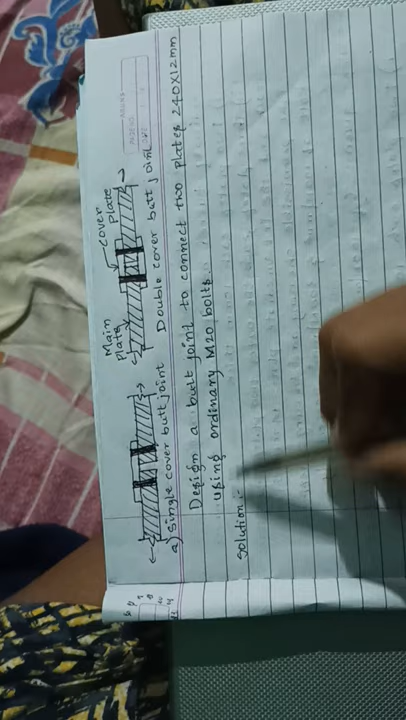 Main
Plate
Cover
Plate
a) Single cover butt joint
Double cover butt joint
Design a butt joint to connect two plates 240X12mm
using ordinary M20 bolts.
Solution:-